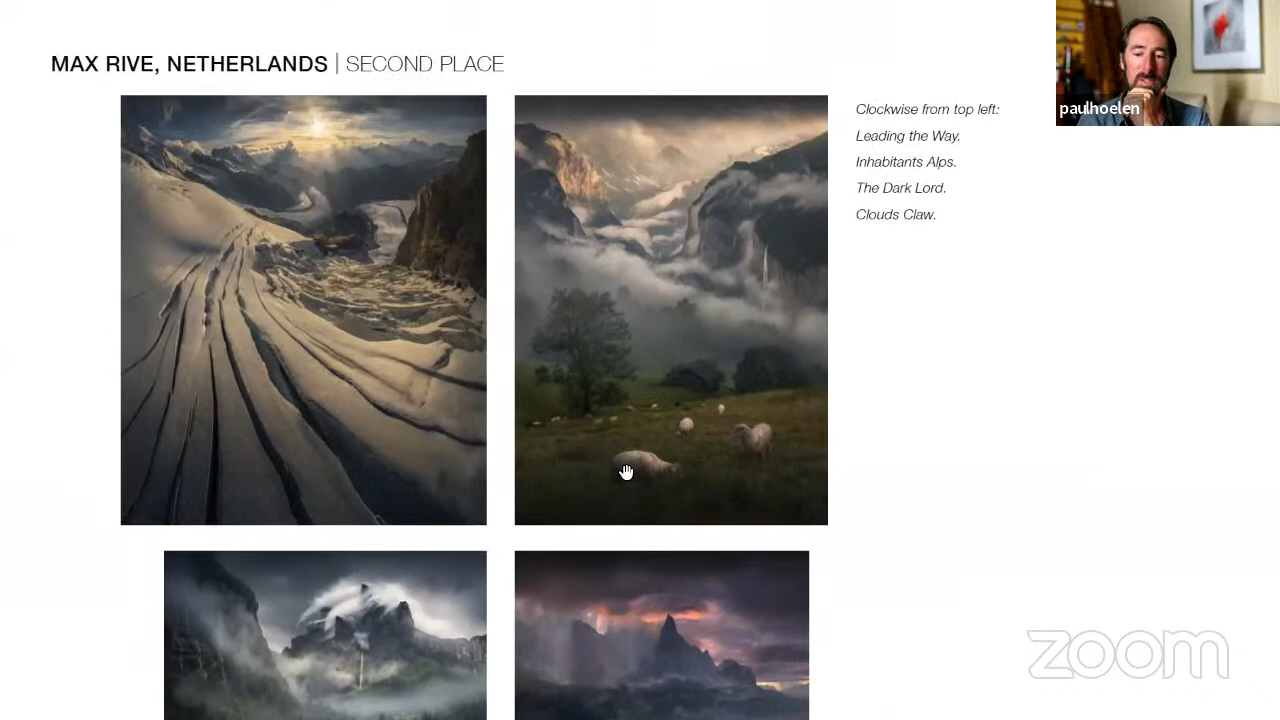 MAX RIVE, NETHERLANDS | SECOND PLACE
Clockwise from top left:
Leading the Way.
Inhabitants Alps.
The Dark Lord.
Clouds Claw.
paulhoelen
zoom